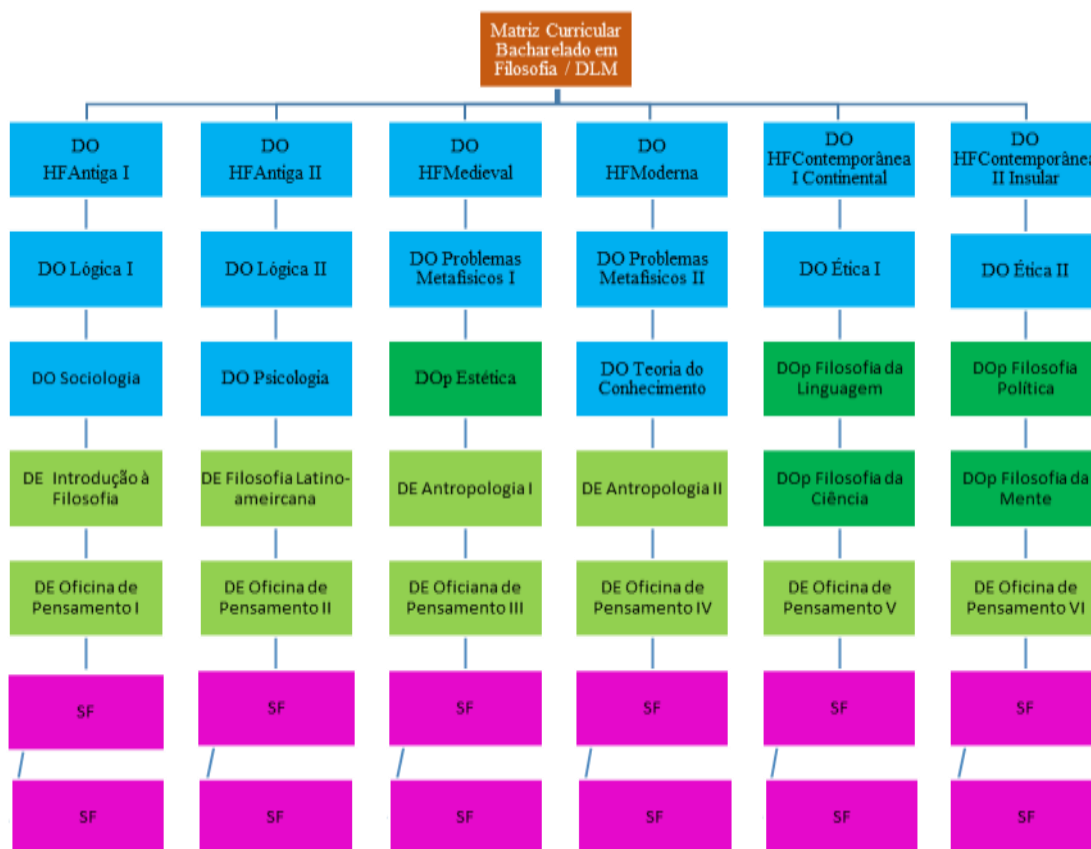 Matriz Curricular
Bacharelado em
Filosofia / DLM
DO
HFAntiga I
DO
HFAntiga II
DO
HFMedieval
DO
HFModerna
DO
HFContemporânea
I Continental
DO
HFContemporânea
II Insular
DO Lógica I
DO Lógica II
DO Problemas
Metafísicos I
DO Problemas
Metafísicos II
DO Ética I
DO Ética II
DO Sociologia
DO Psicologia
DOp Estética
DO Teoria do
Conhecimento
DOp Filosofia da
Linguagem
DOp Filosofia
Política
DE Introdução à
Filosofia
DE Filosofia Latino-
ameircana
DE Antropologia I
DE Antropologia II
DOp Filosofia da
Ciência
DOp Filosofia da
Mente
DE Oficina de
Pensamento I
DE Oficina de
Pensamento II
DE Oficiana de
Pensamento III
DE Oficina de
Pensamento IV
DE Oficina de
Pensamento V
DE Oficina de
Pensamento VI
SF
SF
SF
SF
SF
SF
SF
SF
SF
SF
SF
SF